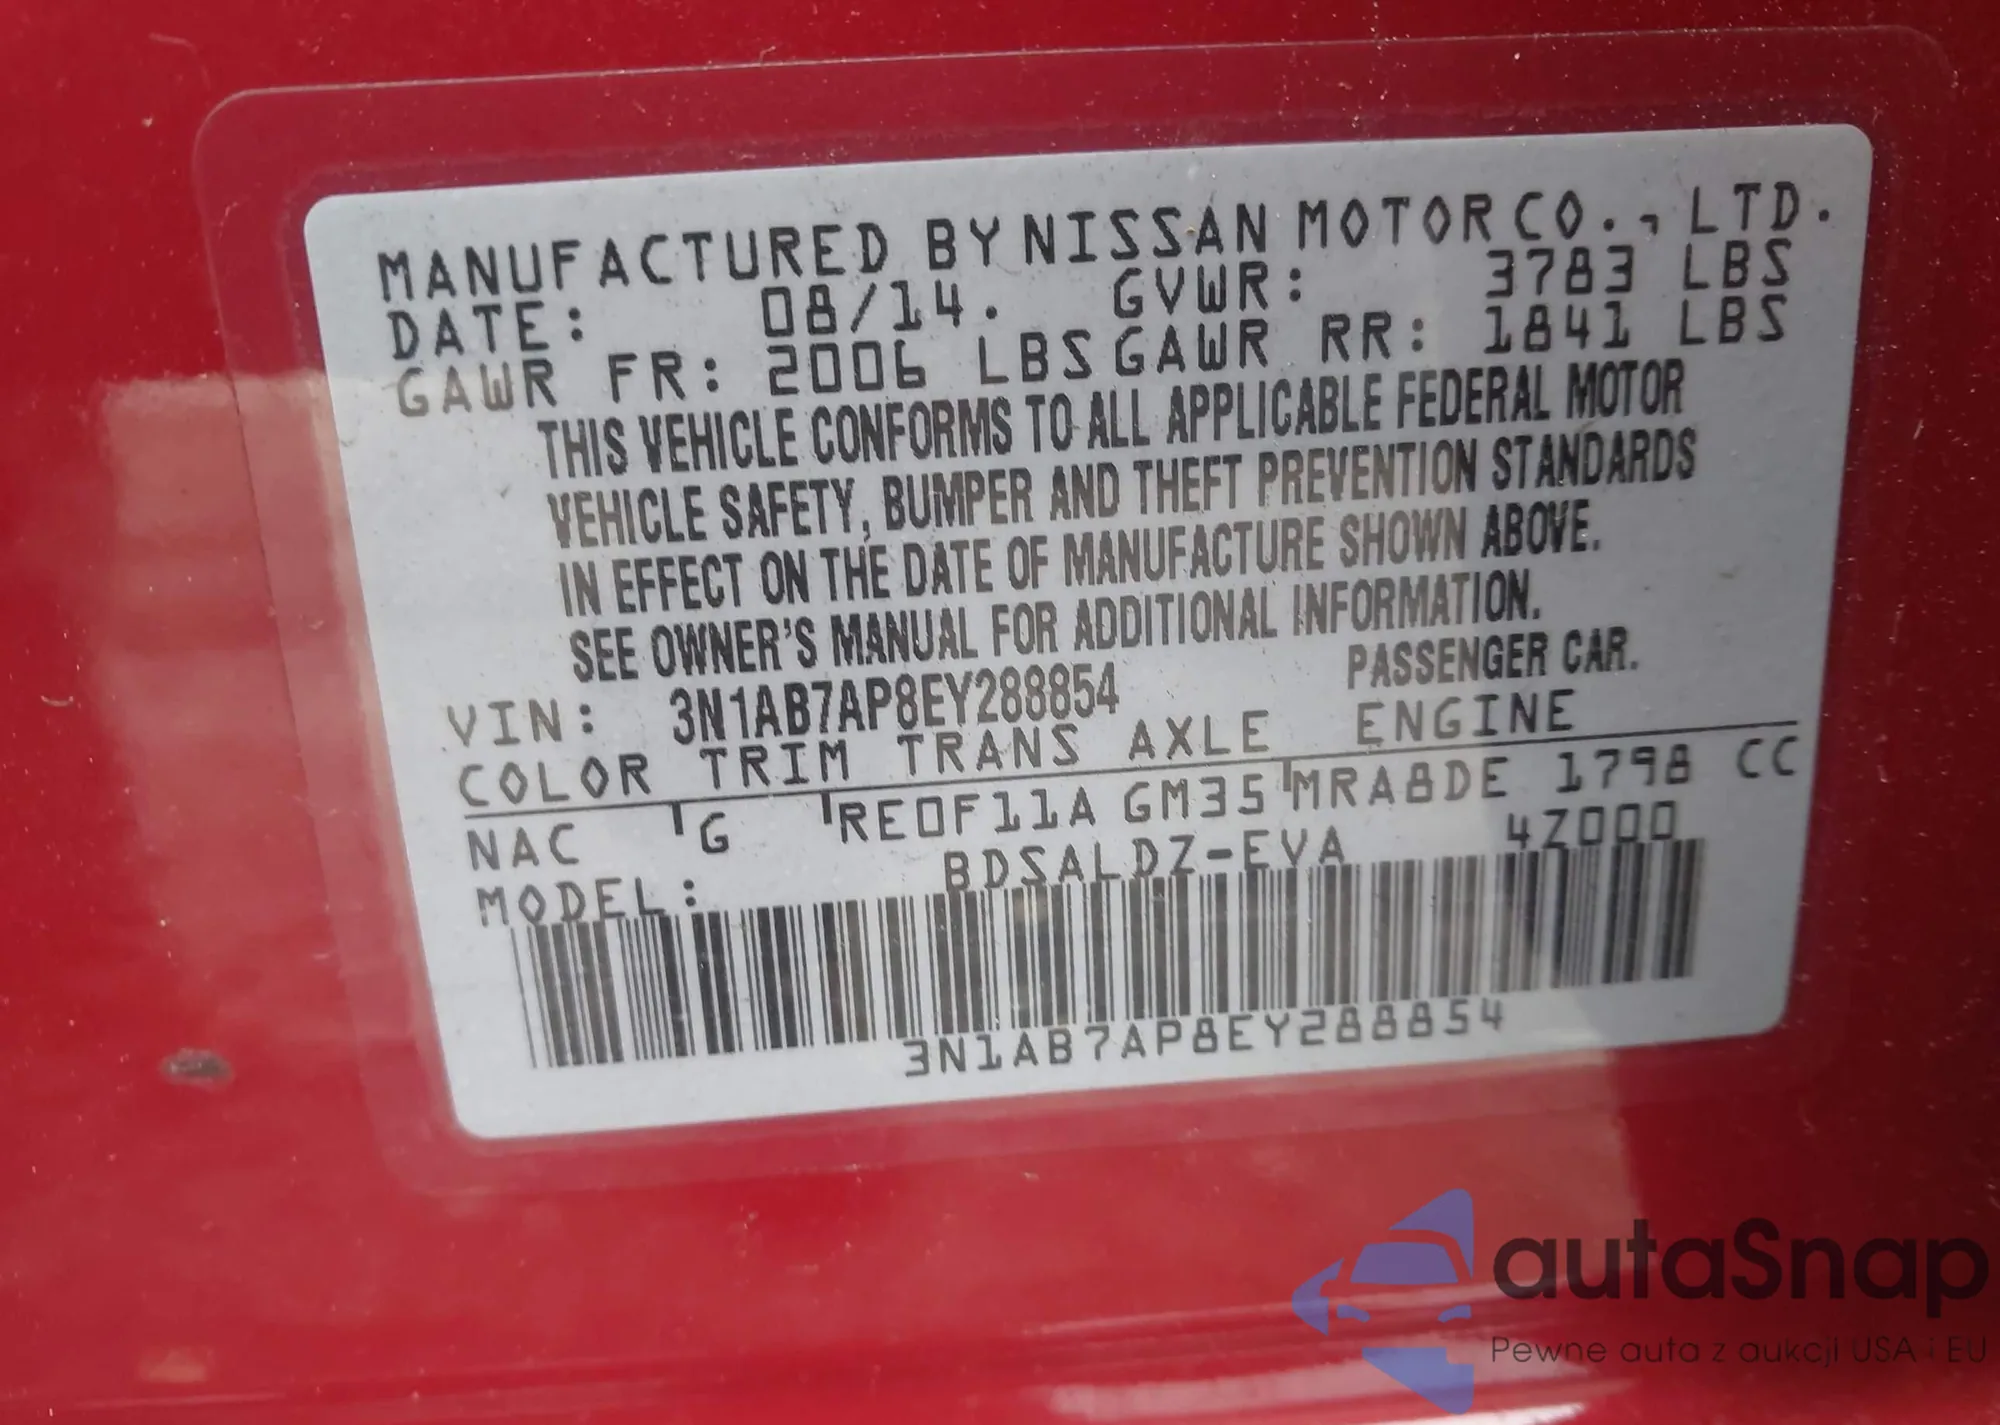 MANUFACTURED BY NISSAN MOTOR CO., LTD.
DATE: 08/14. GVWR: 3783 LBS
GAWR FR: 2006 LBS GAWR RR: 1841 LBS
THIS VEHICLE CONFORMS TO ALL APPLICABLE FEDERAL MOTOR
VEHICLE SAFETY, BUMPER AND THEFT PREVENTION STANDARDS
IN EFFECT ON THE DATE OF MANUFACTURE SHOWN ABOVE.
SEE OWNER'S MANUAL FOR ADDITIONAL INFORMATION.
VIN: 3N1AB7AP8EY288854 PASSENGER CAR.
COLOR TRIM TRANS AXLE ENGINE
NAC G RE0F11A GM35 MRA8DE 1798 CC
MODEL: BDSALDZ-EVA 4Z000
3N1AB7AP8EY288854
autaSnap
Pewne auta z aukcji USA i EU